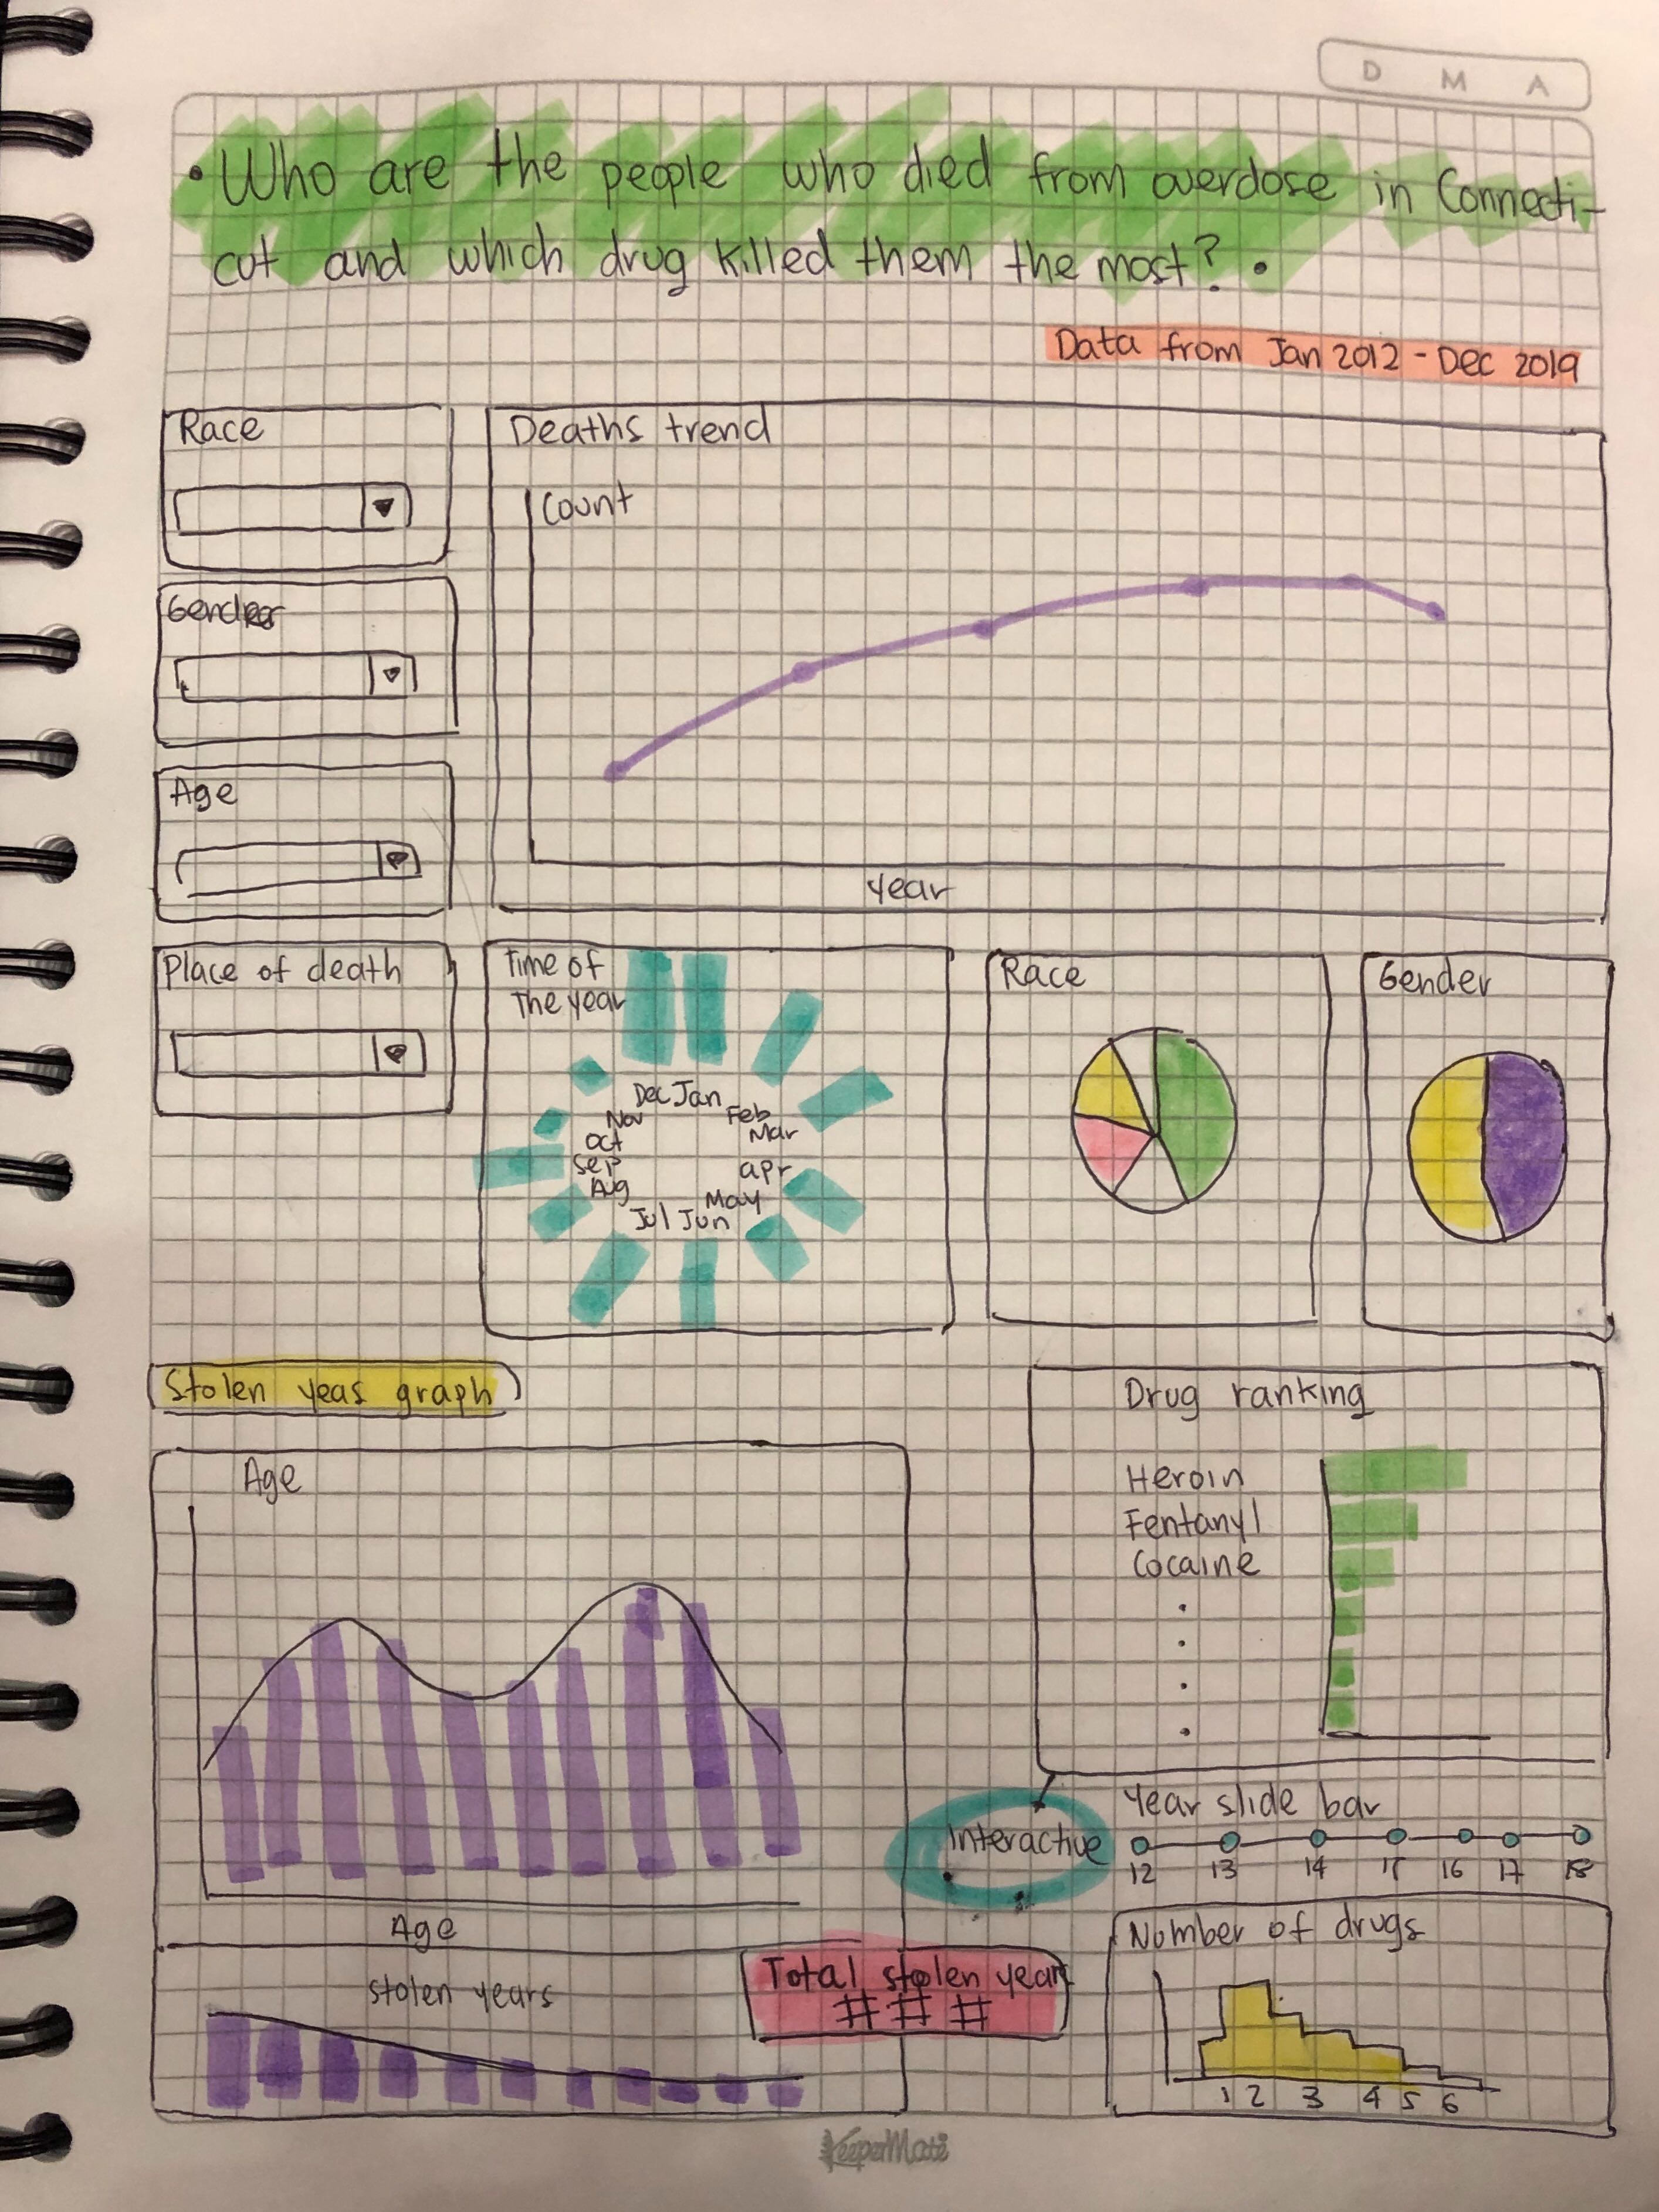 D M A
• Who are the people who died from overdose in Connecti-
cut and which drug killed them the most? •
Data from Jan 2012 - Dec 2019
Race
Deaths trend
Count
Gender
Age
Year
Place of death
Time of
The year
Dec Jan
Nov Feb
Oct Mar
Sep apr
Aug May
Jul Jun
Race
Gender
Stolen yeas graph
Drug ranking
Heroin
Fentanyl
Cocaine
Age
Age
Interactive
Year slide bar
12 13 14 15 16 17 18
stolen years
Total stolen years
# # #
Number of drugs
1 2 3 4 5 6
KeeperMate